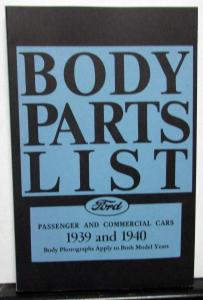 BODY
PARTS
LIST
Ford
PASSENGER AND COMMERCIAL CARS
1939 and 1940
Body Photographs Apply to Both Model Years